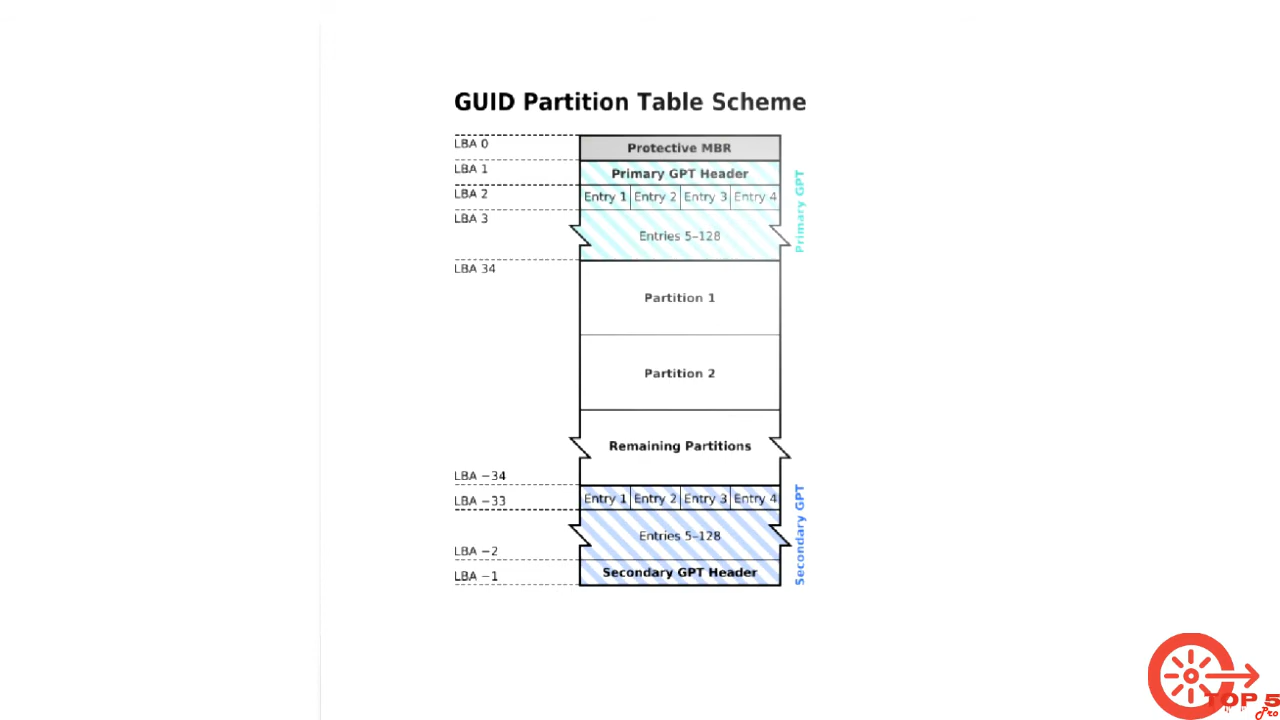 GUID Partition Table Scheme
LBA 0
Protective MBR
LBA 1
Primary GPT Header
LBA 2
Entry 1 Entry 2 Entry 3 Entry 4
LBA 3
Entries 5–128
Primary GPT
LBA 34
Partition 1
Partition 2
Remaining Partitions
LBA −34
LBA −33
Entry 1 Entry 2 Entry 3 Entry 4
Entries 5–128
LBA −2
LBA −1
Secondary GPT Header
Secondary GPT
TOP 5
Pro